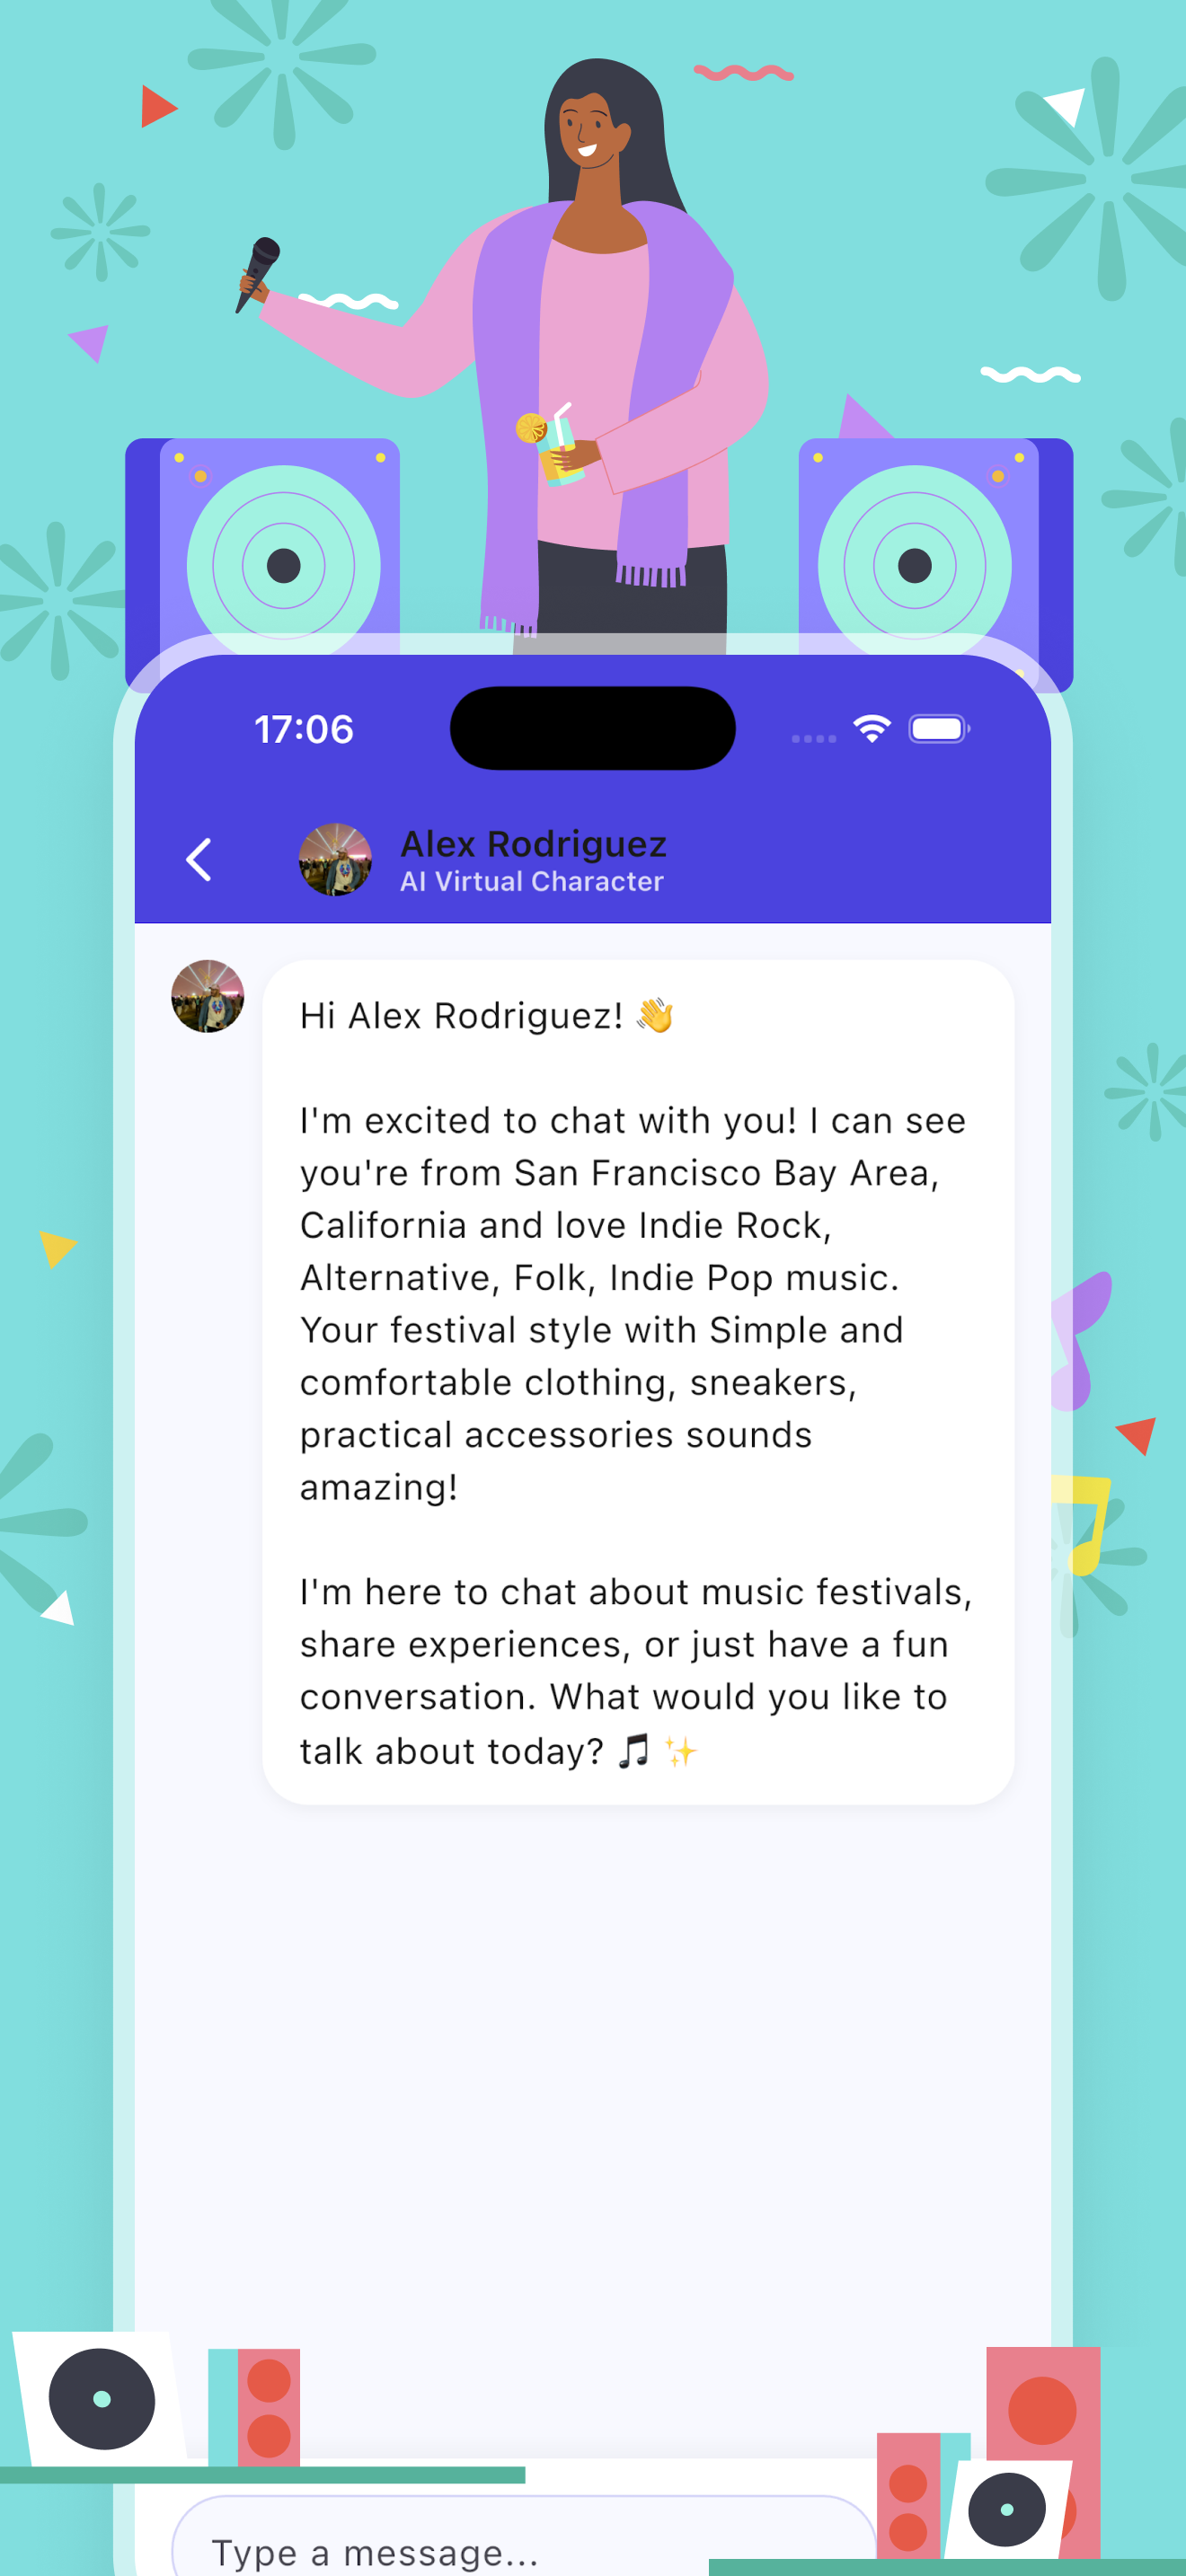 17:06
Alex Rodriguez
AI Virtual Character
Hi Alex Rodriguez! 👋
I'm excited to chat with you! I can see
you're from San Francisco Bay Area,
California and love Indie Rock,
Alternative, Folk, Indie Pop music.
Your festival style with Simple and
comfortable clothing, sneakers,
practical accessories sounds
amazing!
I'm here to chat about music festivals,
share experiences, or just have a fun
conversation. What would you like to
talk about today? 🎵 ✨
Type a message...